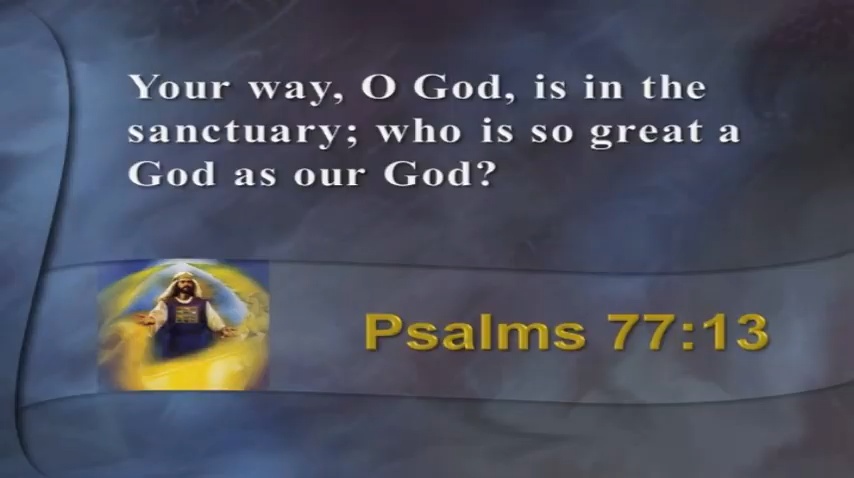 Your way, O God, is in the
sanctuary; who is so great a
God as our God?
Psalms 77:13